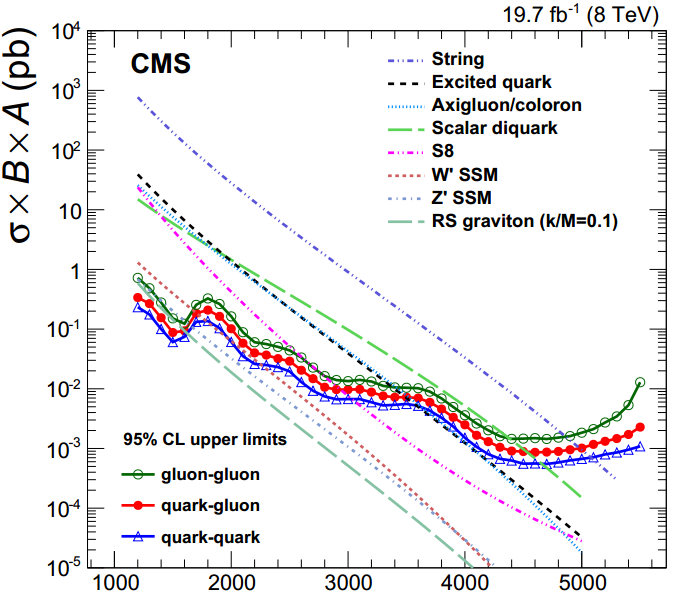 19.7 fb⁻¹ (8 TeV)
CMS
σ × B × A (pb)
10⁴
10³
10²
10
1
10⁻¹
10⁻²
10⁻³
10⁻⁴
10⁻⁵
String
Excited quark
Axigluon/coloron
Scalar diquark
S8
W' SSM
Z' SSM
RS graviton (k/M=0.1)
95% CL upper limits
gluon-gluon
quark-gluon
quark-quark
1000 2000 3000 4000 5000